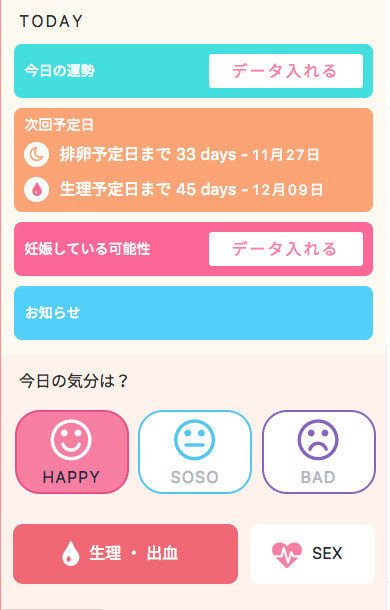 TODAY
今日の運勢
データ入れる
次回予定日
排卵予定日まで 33 days - 11月27日
生理予定日まで 45 days - 12月09日
妊娠している可能性
データ入れる
お知らせ
今日の気分は？
HAPPY
SOSO
BAD
生理 ・ 出血
SEX